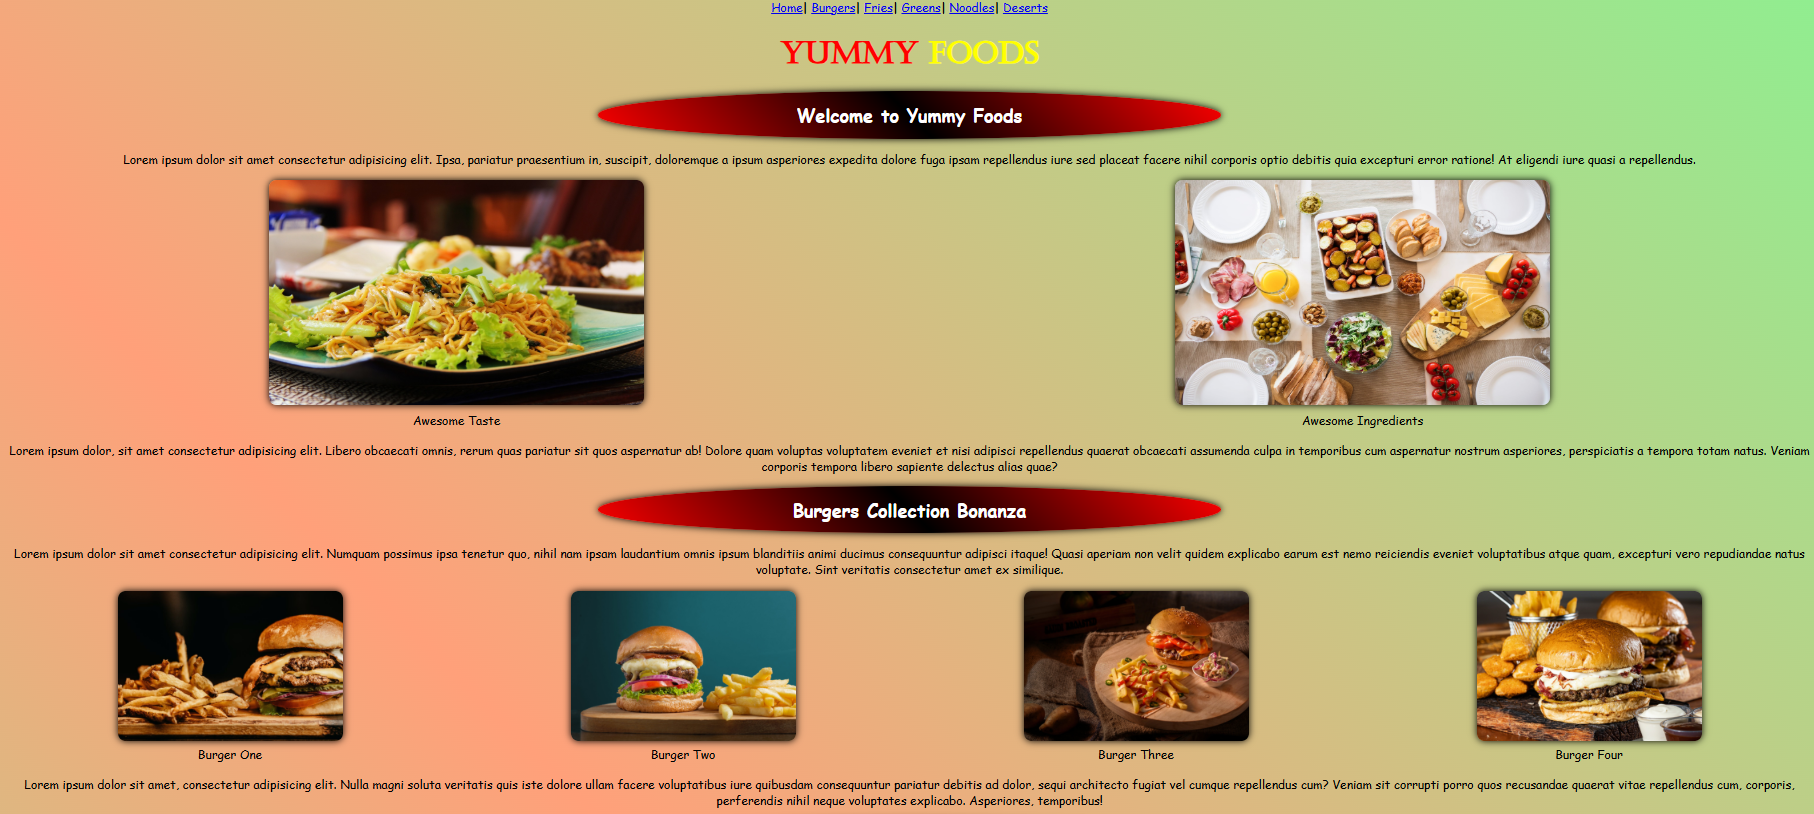 Home| Burgers| Fries| Greens| Noodles| Deserts
YUMMY FOODS
Welcome to Yummy Foods
Lorem ipsum dolor sit amet consectetur adipisicing elit. Ipsa, pariatur praesentium in, suscipit, doloremque a ipsum asperiores expedita dolore fuga ipsam repellendus iure sed placeat facere nihil corporis optio debitis quia excepturi error ratione! At eligendi iure quasi a repellendus.
Awesome Taste
Awesome Ingredients
Lorem ipsum dolor, sit amet consectetur adipisicing elit. Libero obcaecati omnis, rerum quas pariatur sit quos aspernatur ab! Dolore quam voluptas voluptatem eveniet et nisi adipisci repellendus quaerat obcaecati assumenda culpa in temporibus cum aspernatur nostrum asperiores, perspiciatis a tempora totam natus. Veniam
corporis tempora libero sapiente delectus alias quae?
Burgers Collection Bonanza
Lorem ipsum dolor sit amet consectetur adipisicing elit. Numquam possimus ipsa tenetur quo, nihil nam ipsam laudantium omnis ipsum blanditiis animi ducimus consequuntur adipisci itaque! Quasi aperiam non velit quidem explicabo earum est nemo reiciendis eveniet voluptatibus atque quam, excepturi vero repudiandae natus
voluptate. Sint veritatis consectetur amet ex similique.
Burger One
Burger Two
Burger Three
Burger Four
Lorem ipsum dolor sit amet, consectetur adipisicing elit. Nulla magni soluta veritatis quis iste dolore ullam facere voluptatibus iure quibusdam consequuntur pariatur debitis ad dolor, sequi architecto fugiat vel cumque repellendus cum? Veniam sit corrupti porro quos recusandae quaerat vitae repellendus cum, corporis,
perferendis nihil neque voluptates explicabo. Asperiores, temporibus!